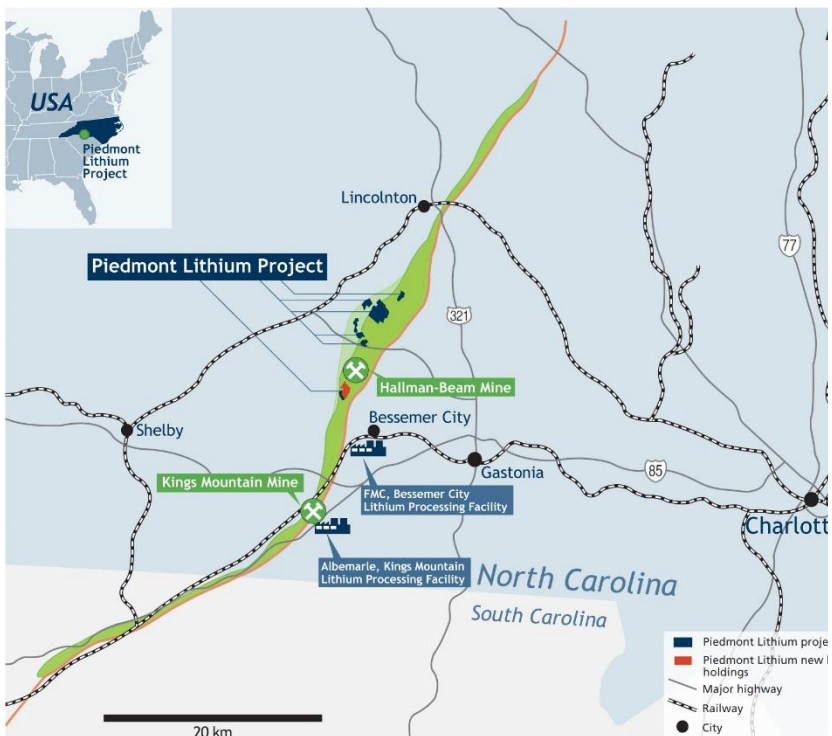 USA
Piedmont
Lithium
Project
Lincolnton
77
Piedmont Lithium Project
321
Hallman-Beam Mine
Bessemer City
Shelby
Gastonia
85
Kings Mountain Mine
FMC, Bessemer City
Lithium Processing Facility
Charlott
Albemarle, Kings Mountain
Lithium Processing Facility
North Carolina
South Carolina
Piedmont Lithium proje
Piedmont Lithium new l
holdings
Major highway
Railway
City
20 km